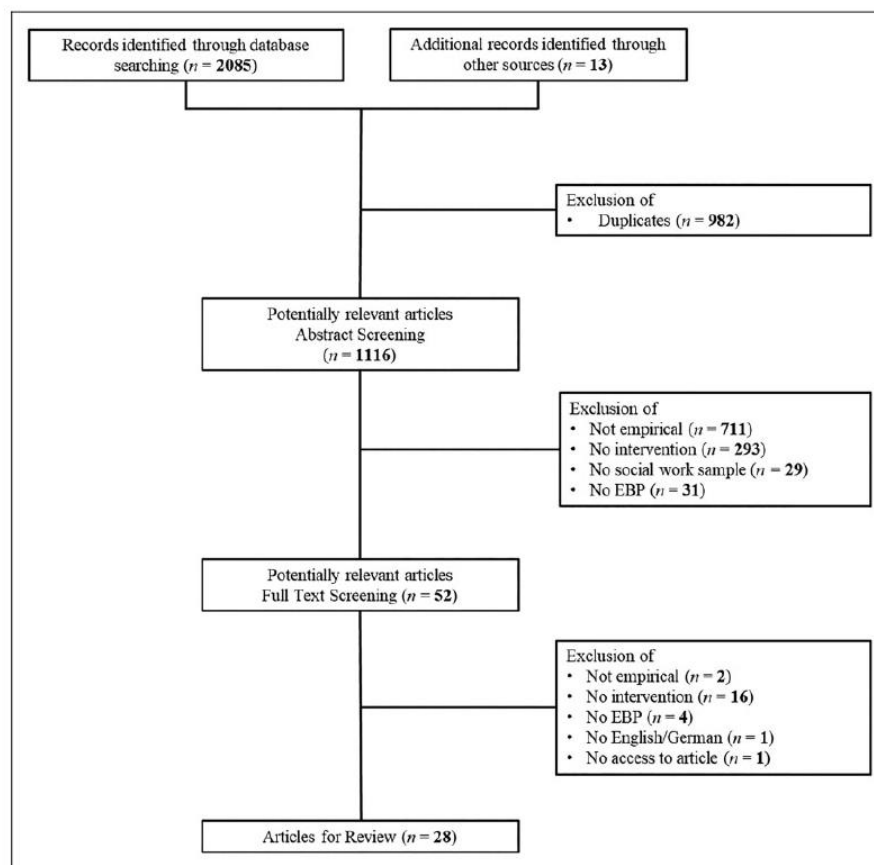 Records identified through database
searching (n = 2085)
Additional records identified through
other sources (n = 13)
Exclusion of
• Duplicates (n = 982)
Potentially relevant articles
Abstract Screening
(n = 1116)
Exclusion of
• Not empirical (n = 711)
• No intervention (n = 293)
• No social work sample (n = 29)
• No EBP (n = 31)
Potentially relevant articles
Full Text Screening (n = 52)
Exclusion of
• Not empirical (n = 2)
• No intervention (n = 16)
• No EBP (n = 4)
• No English/German (n = 1)
• No access to article (n = 1)
Articles for Review (n = 28)